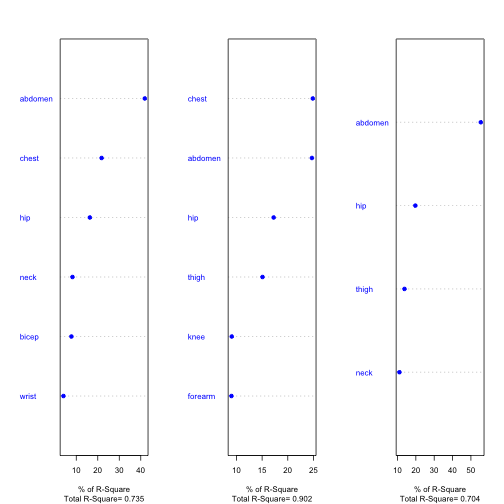 abdomen
chest
hip
neck
bicep
wrist
10 20 30 40
% of R-Square
Total R-Square= 0.735
chest
abdomen
hip
thigh
knee
forearm
10 15 20 25
% of R-Square
Total R-Square= 0.902
abdomen
hip
thigh
neck
10 20 30 40 50
% of R-Square
Total R-Square= 0.704